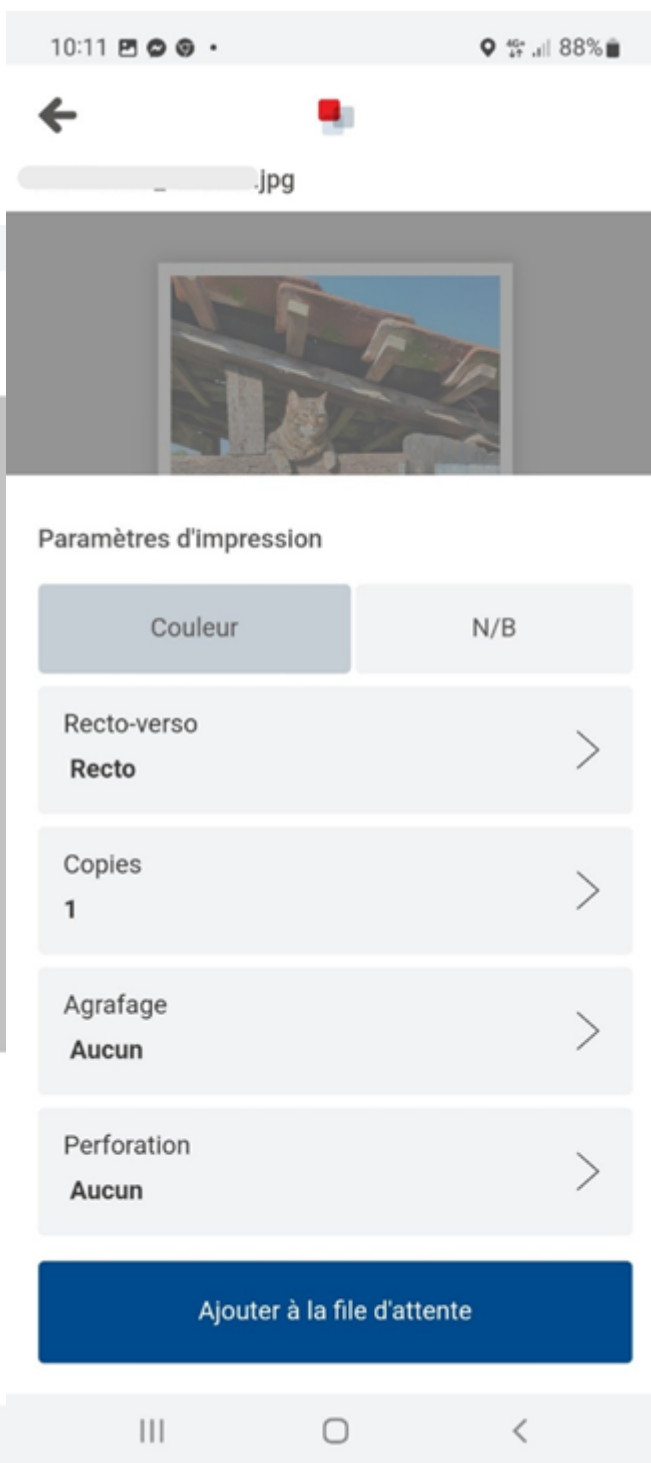 10:11 4G+ 88%
_ .jpg
Paramètres d'impression
Couleur N/B
Recto-verso
Recto
Copies
1
Agrafage
Aucun
Perforation
Aucun
Ajouter à la file d'attente